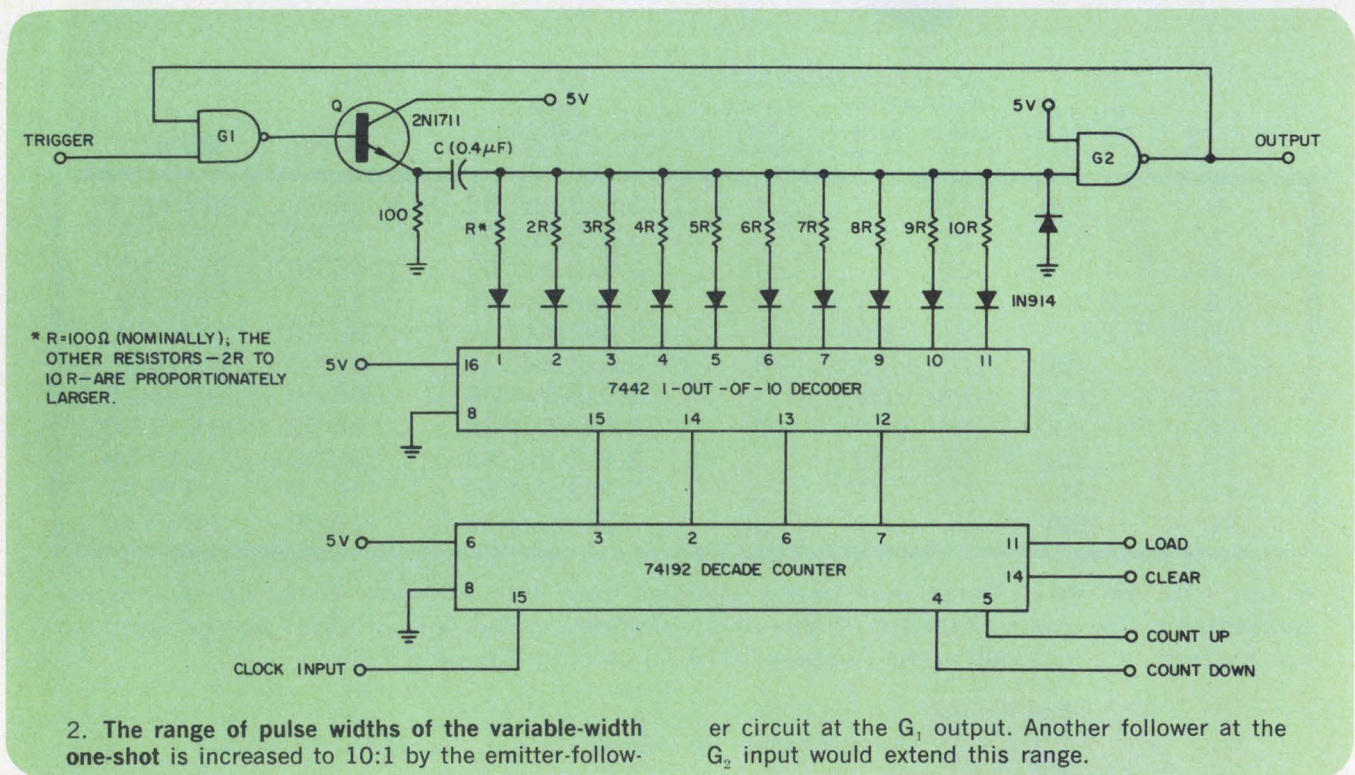 5V
5V
Q
2N1711
G1
G2
TRIGGER
OUTPUT
C (0.4µF)
100
R* 2R 3R 4R 5R 6R 7R 8R 9R 10R
IN914
* R=100Ω (NOMINALLY); THE
OTHER RESISTORS—2R TO
10 R—ARE PROPORTIONATELY
LARGER.
5V 16 1 2 3 4 5 6 7 9 10 11
7442 1-OUT-OF-10 DECODER
8 15 14 13 12
5V 6 3 2 6 7 11 LOAD
74192 DECADE COUNTER
14 CLEAR
8 15 4 5
COUNT UP
CLOCK INPUT COUNT DOWN
2. The range of pulse widths of the variable-width
one-shot is increased to 10:1 by the emitter-follow-
er circuit at the G₁ output. Another follower at the
G₂ input would extend this range.